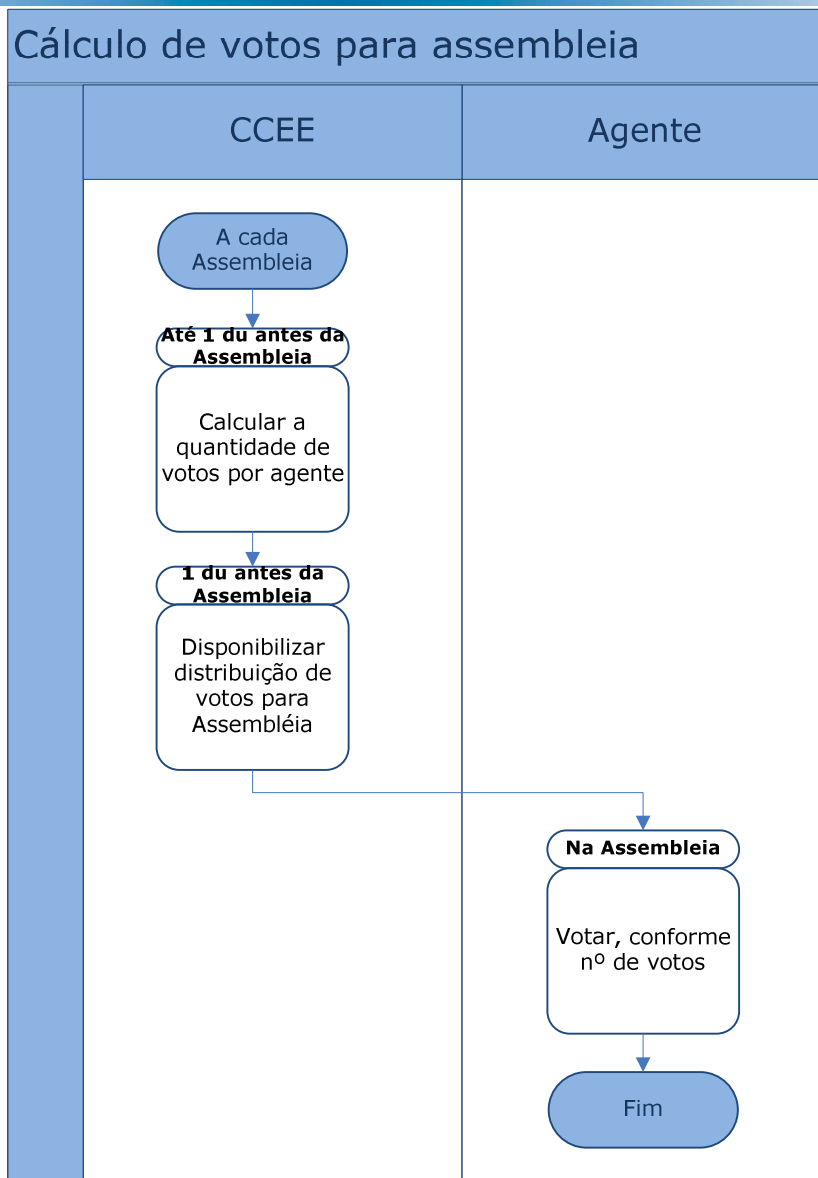 Cálculo de votos para assembleia
CCEE
Agente
A cada
Assembleia
Até 1 du antes da
Assembleia
Calcular a
quantidade de
votos por agente
1 du antes da
Assembleia
Disponibilizar
distribuição de
votos para
Assembléia
Na Assembleia
Votar, conforme
nº de votos
Fim